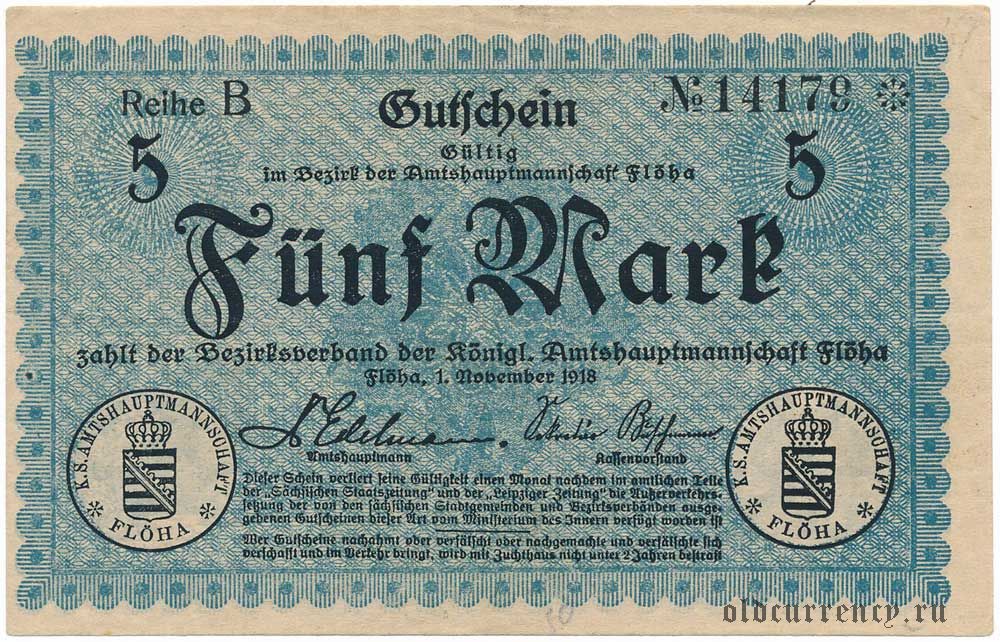 Reihe B
Gutschein
№ 14179
5
5
Gültig
im Bezirk der Amtshauptmannschaft Flöha
Fünf Mark
zahlt der Bezirksverband der Königl. Amtshauptmannschaft Flöha
Flöha, 1. November 1918
Edelmann.
Amtshauptmann
Kassenvorstand
K.S. AMTSHAUPTMANNSCHAFT
FLÖHA
Dieser Schein verliert seine Gültigkeit einen Monat nachdem im amtlichen Teile
der „Sächsischen Staatszeitung" und der „Leipziger Zeitung" die Außerverkehrs-
setzung der von den sächsischen Stadtgemeinden und Bezirksverbänden ausge-
gebenen Gutscheinen dieser Art vom Ministerium des Innern verfügt worden ist
Wer Gutscheine nachahmt oder verfälscht oder nachgemachte und verfälschte sich
verschafft und im Verkehr bringt, wird mit Zuchthaus nicht unter 2 Jahren bestraft
K.S. AMTSHAUPTMANNSCHAFT
FLÖHA
oldcurrency.ru